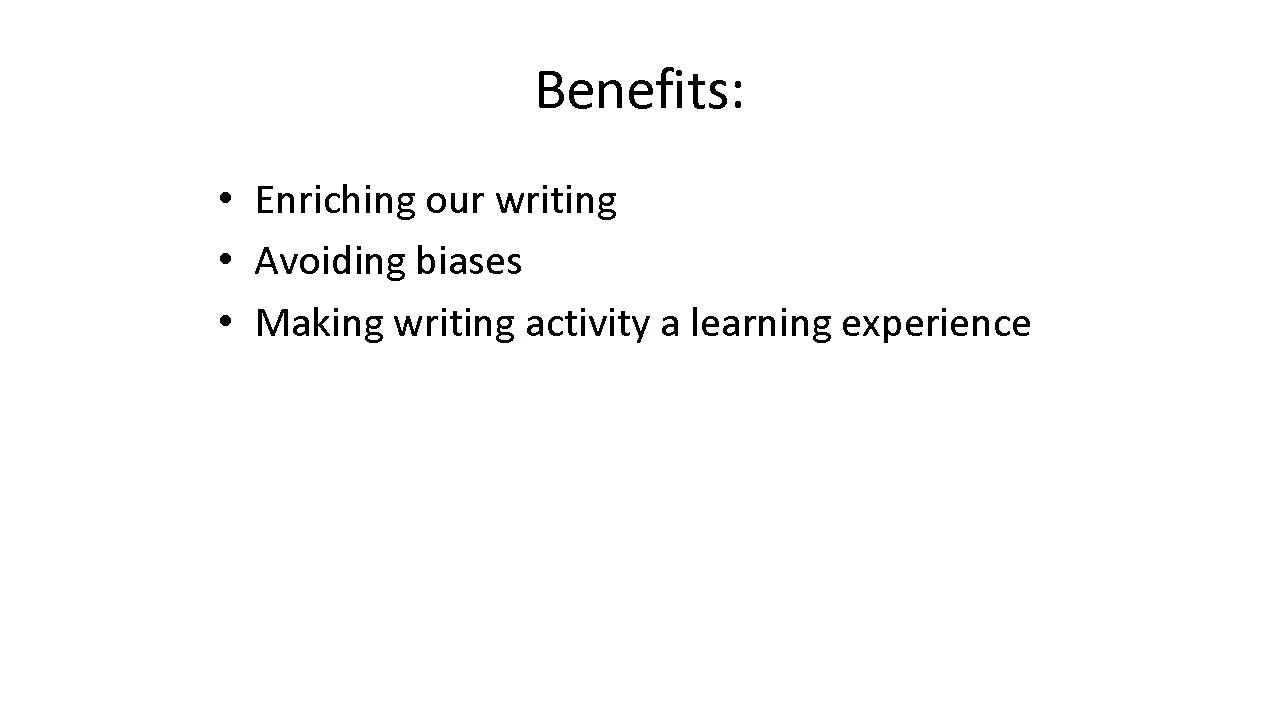 Benefits:
• Enriching our writing
• Avoiding biases
• Making writing activity a learning experience